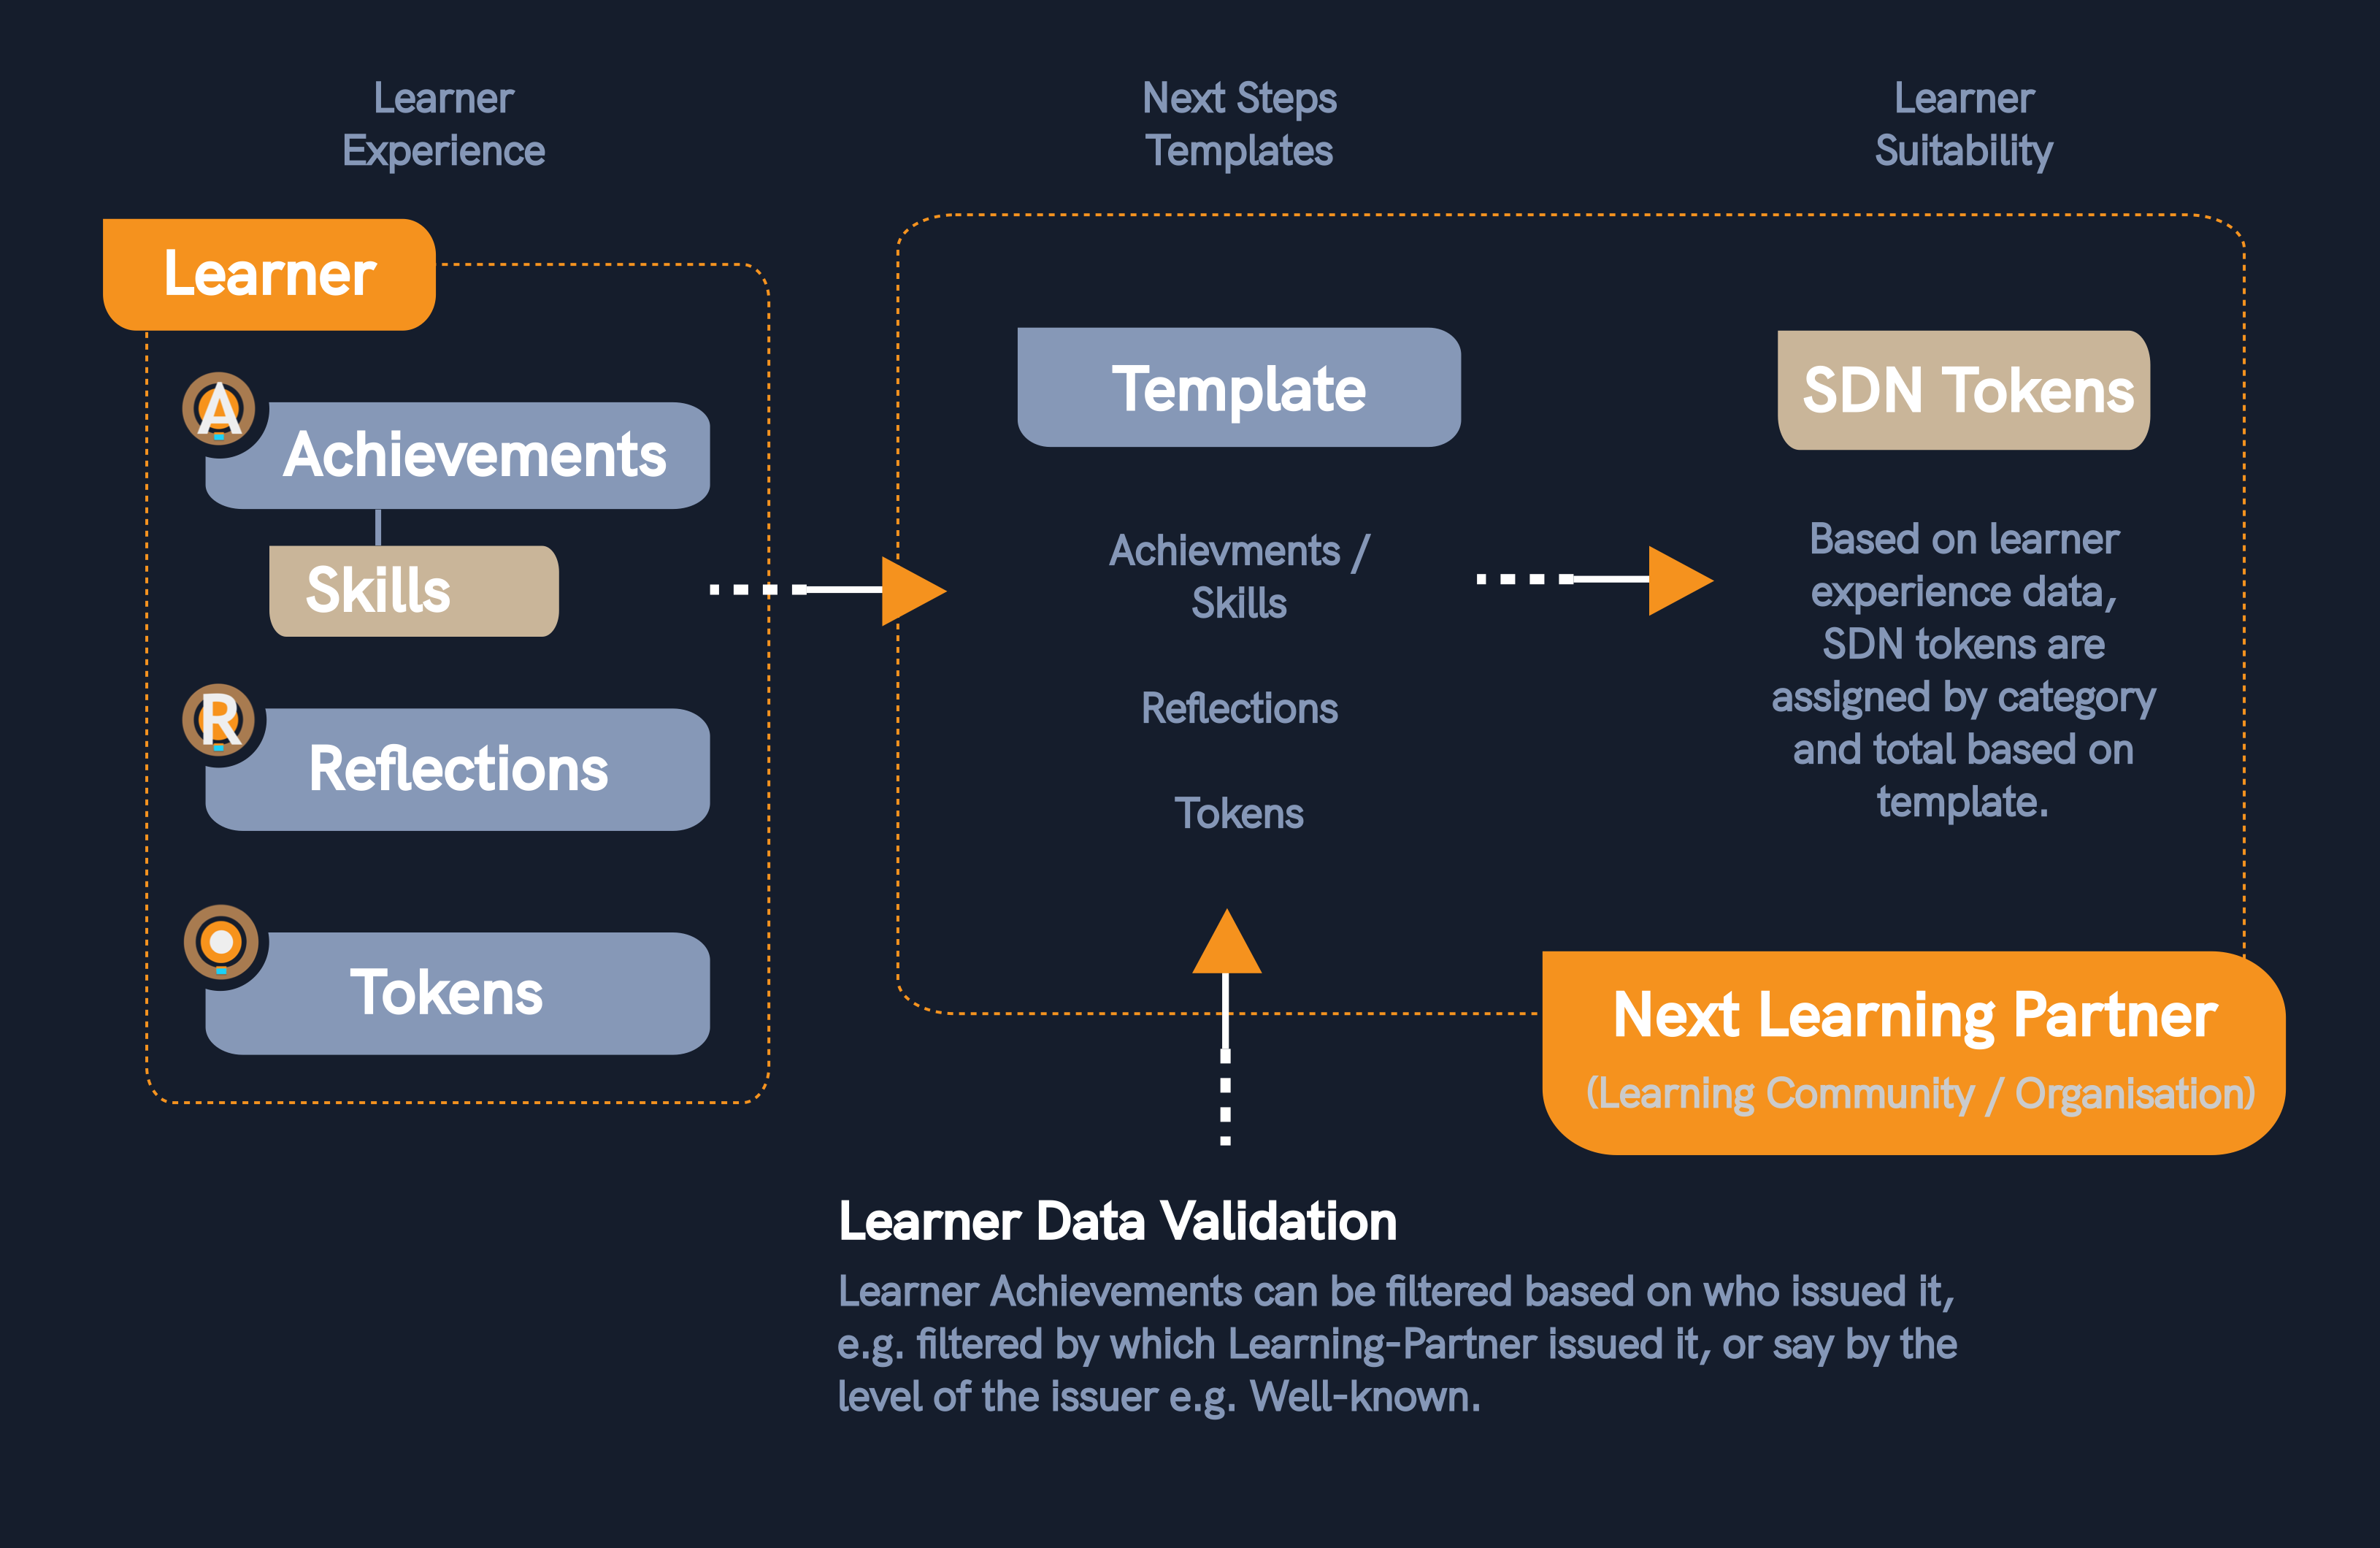 Learner
Experience
Next Steps
Templates
Learner
Suitability
Learner
A
Achievements
Skills
R
Reflections
Tokens
Template
Achievments /
Skills
Reflections
Tokens
SDN Tokens
Based on learner
experience data,
SDN tokens are
assigned by category
and total based on
template.
Next Learning Partner
(Learning Community / Organisation)
Learner Data Validation
Learner Achievements can be filtered based on who issued it,
e.g. filtered by which Learning-Partner issued it, or say by the
level of the issuer e.g. Well-known.